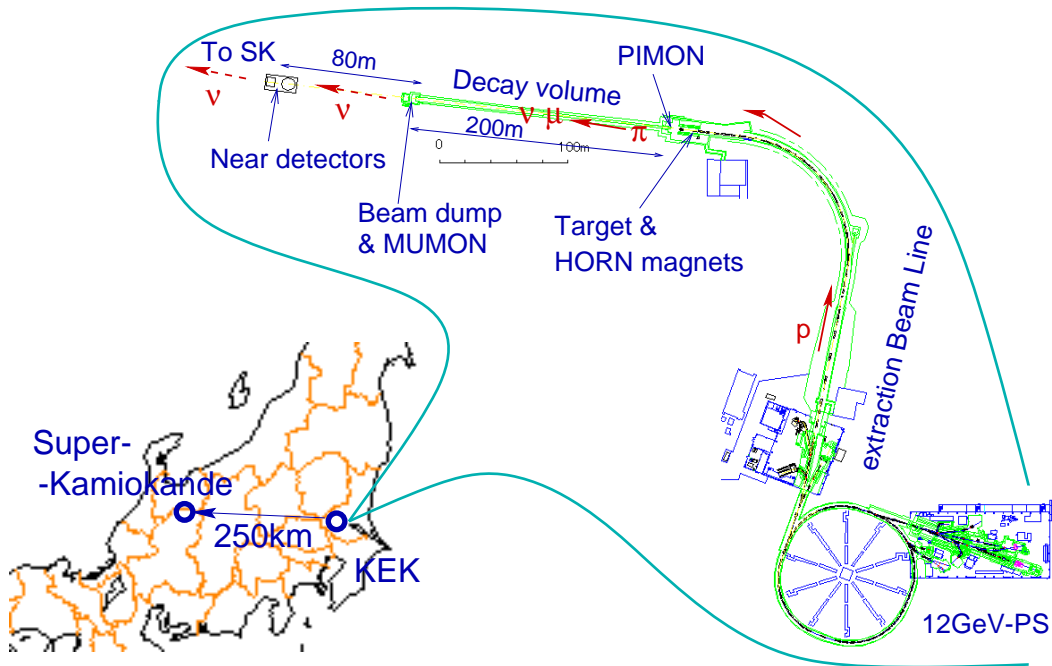 To SK
80m
PIMON
Decay volume
ν
ν
ν μ
π
200m
Near detectors
0
100m
Beam dump
& MUMON
Target &
HORN magnets
p
extraction Beam Line
Super-
-Kamiokande
250km
KEK
12GeV-PS